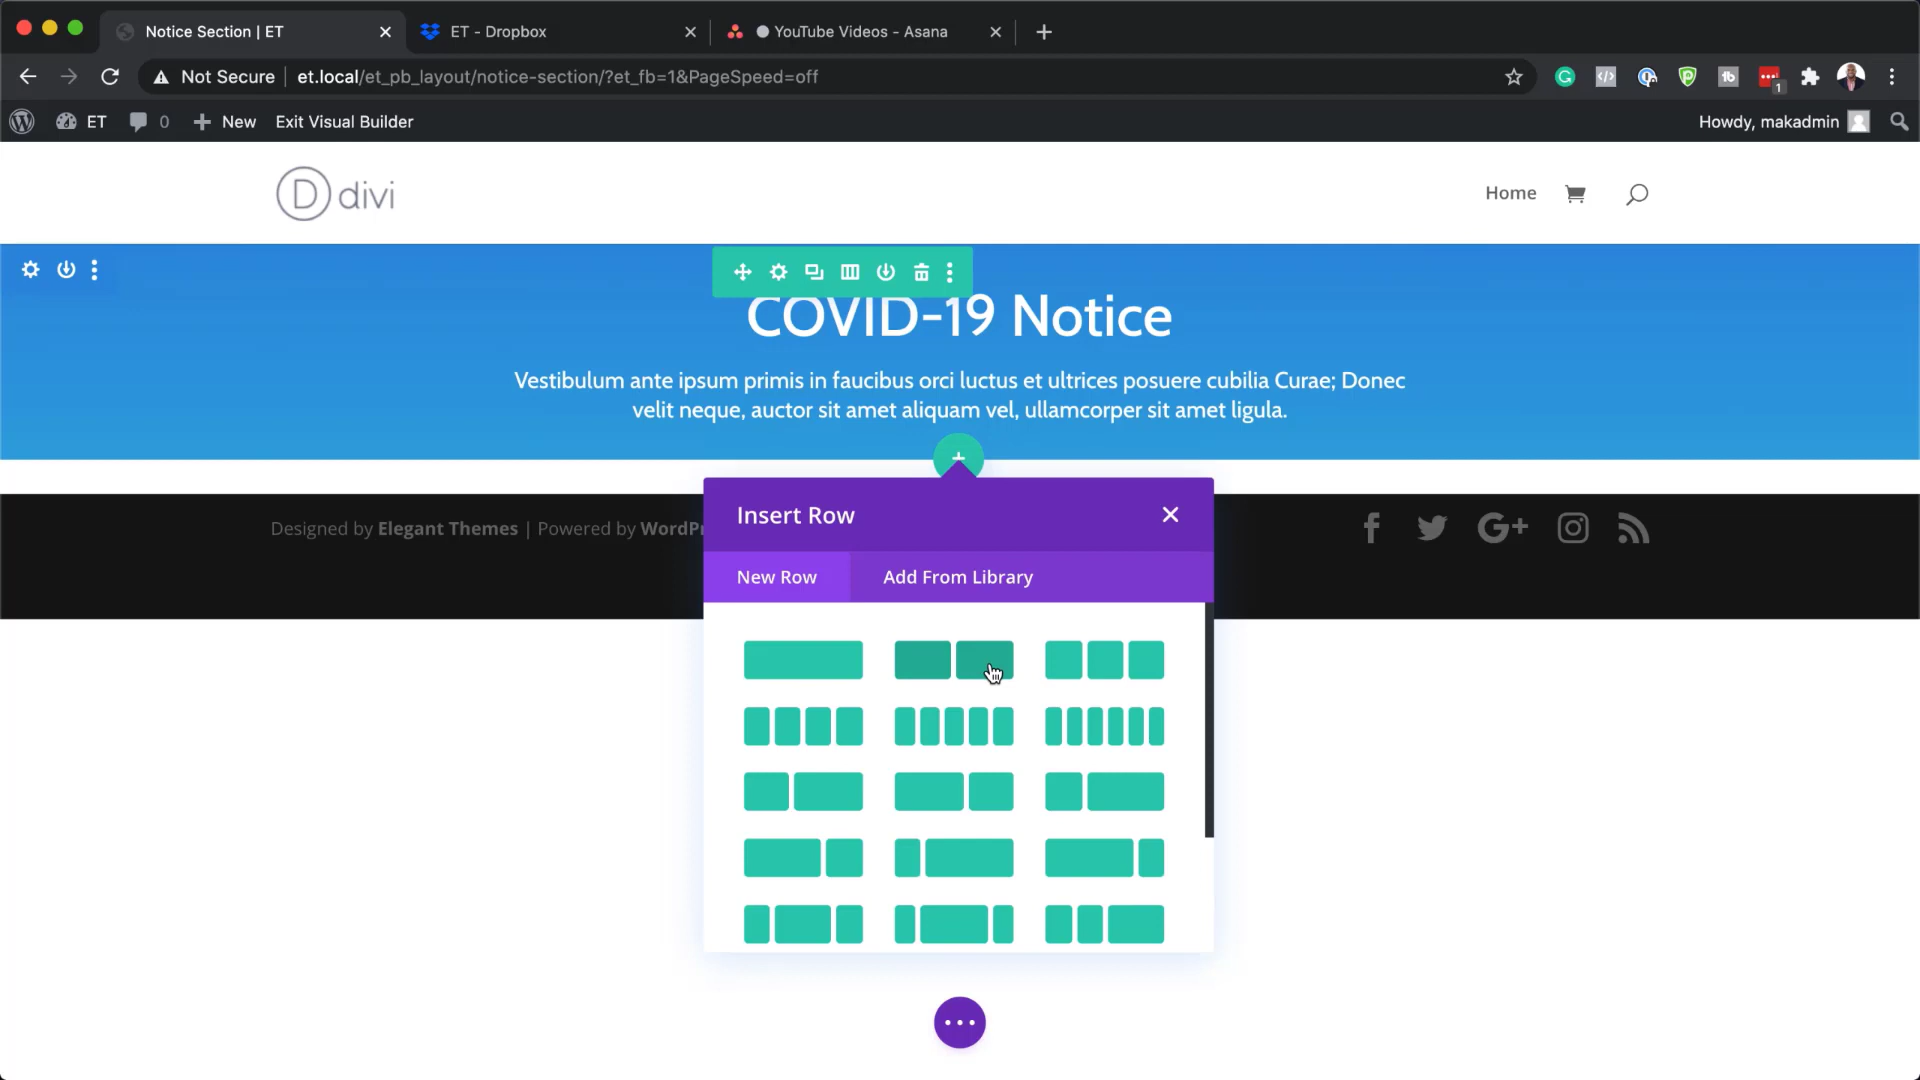 Notice Section | ET
ET - Dropbox
YouTube Videos - Asana
Not Secure
et.local/et_pb_layout/notice-section/?et_fb=1&PageSpeed=off
1
ET
0
New
Exit Visual Builder
Howdy, makadmin
D divi
Home
COVID-19 Notice
Vestibulum ante ipsum primis in faucibus orci luctus et ultrices posuere cubilia Curae; Donec
velit neque, auctor sit amet aliquam vel, ullamcorper sit amet ligula.
Insert Row
Designed by Elegant Themes | Powered by WordPr
New Row
Add From Library